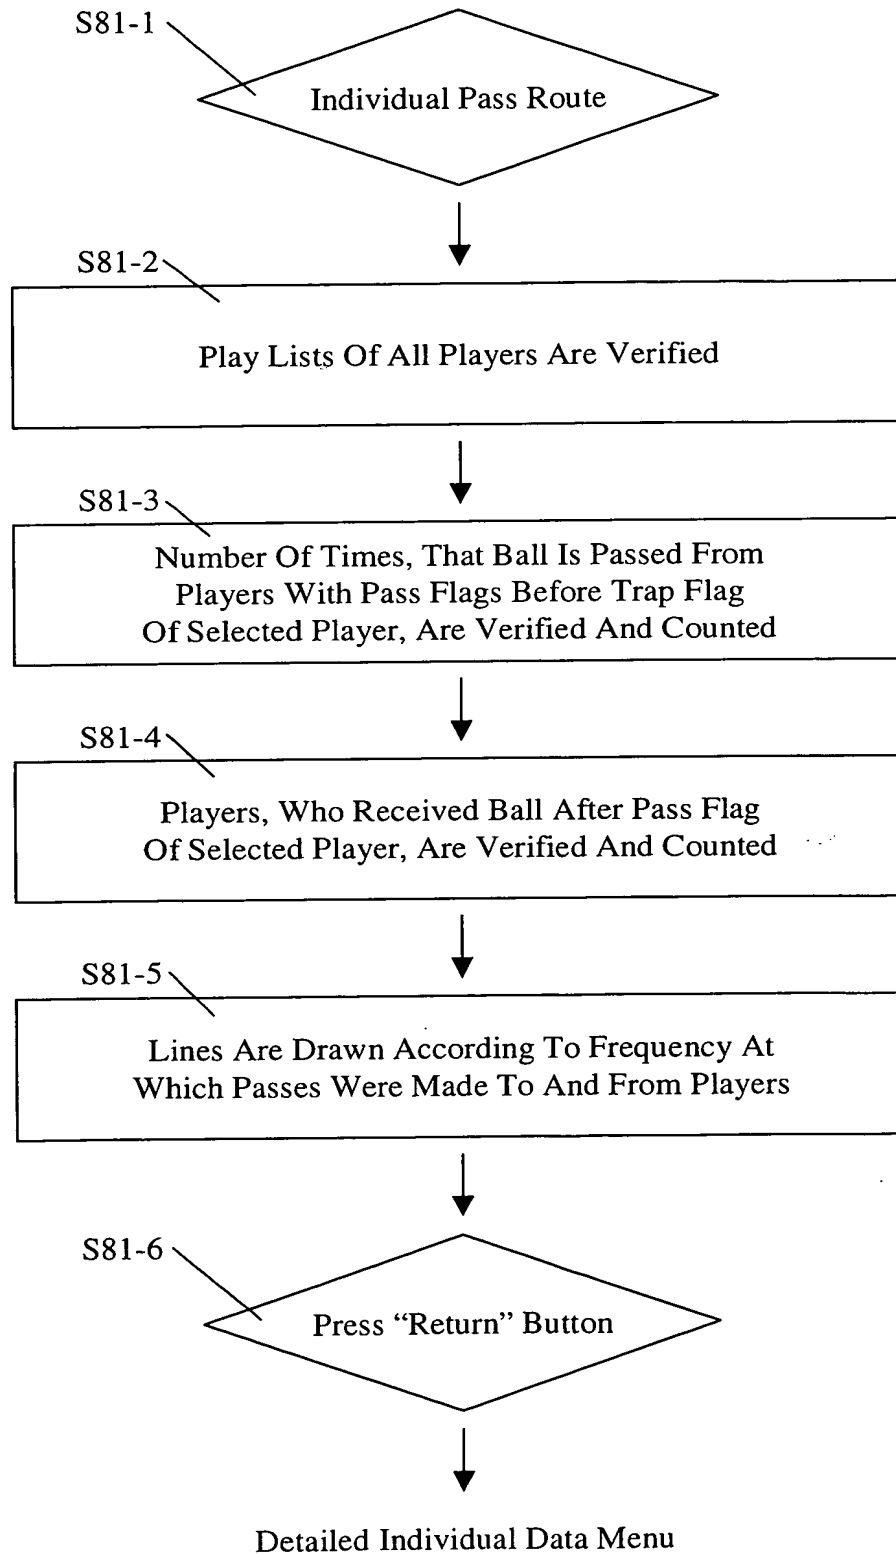 S81-1
Individual Pass Route
S81-2
Play Lists Of All Players Are Verified
S81-3
Number Of Times, That Ball Is Passed From
Players With Pass Flags Before Trap Flag
Of Selected Player, Are Verified And Counted
S81-4
Players, Who Received Ball After Pass Flag
Of Selected Player, Are Verified And Counted
S81-5
Lines Are Drawn According To Frequency At
Which Passes Were Made To And From Players
S81-6
Press “Return” Button
Detailed Individual Data Menu